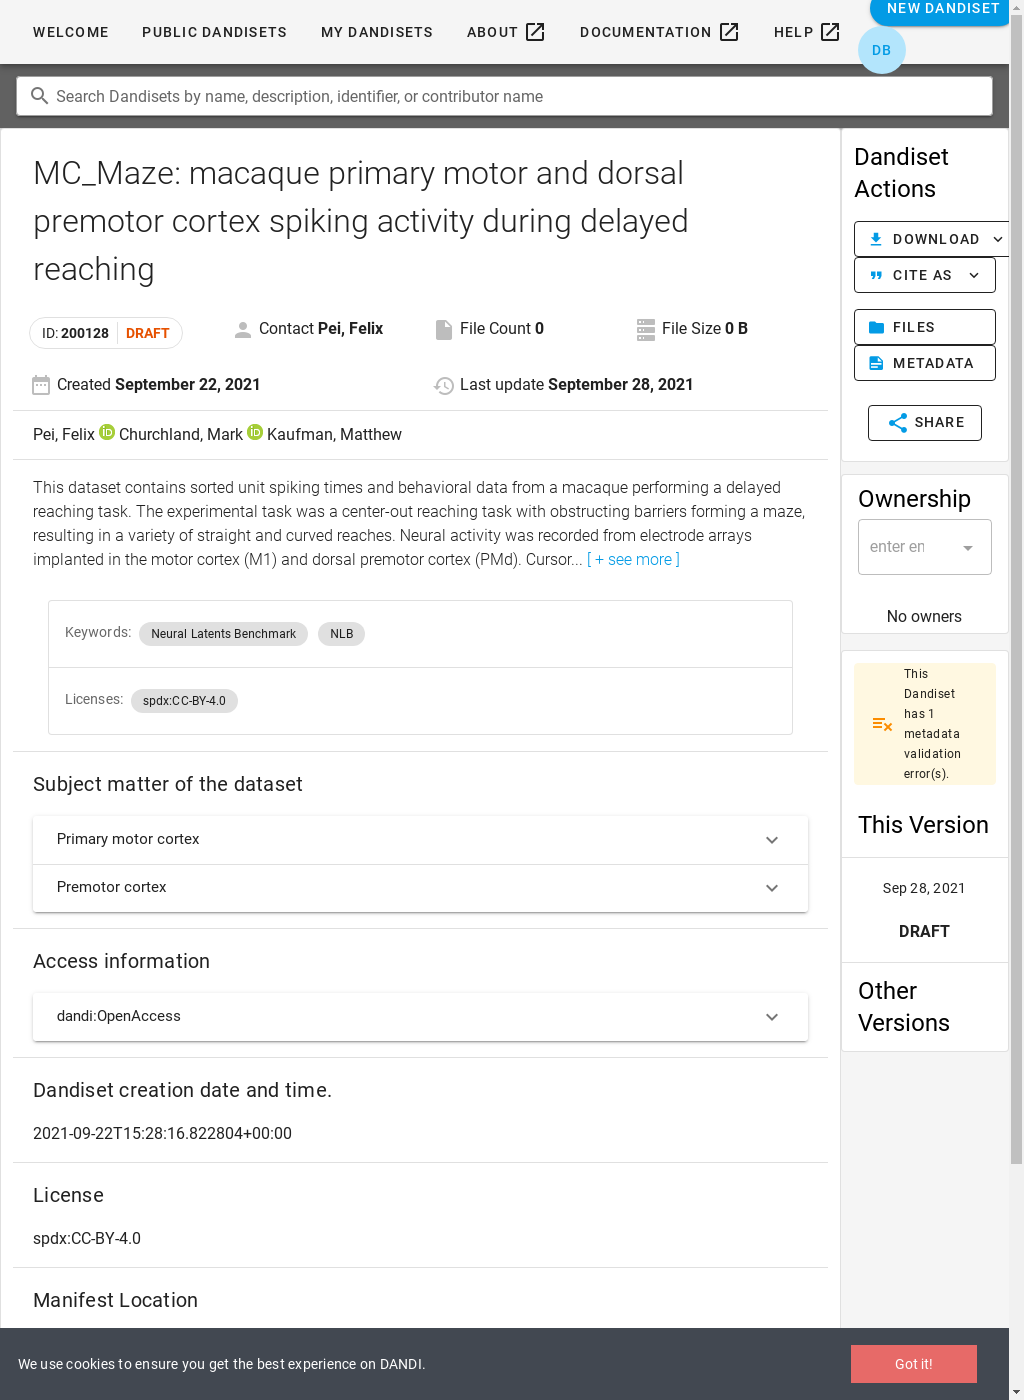 WELCOME
PUBLIC DANDISETS
MY DANDISETS
ABOUT
DOCUMENTATION
HELP
NEW DANDISET
DB
Search Dandisets by name, description, identifier, or contributor name
MC_Maze: macaque primary motor and dorsal
premotor cortex spiking activity during delayed
reaching
ID: 200128 DRAFT
Contact Pei, Felix
File Count 0
File Size 0 B
Created September 22, 2021
Last update September 28, 2021
Pei, Felix iD Churchland, Mark iD Kaufman, Matthew
This dataset contains sorted unit spiking times and behavioral data from a macaque performing a delayed
reaching task. The experimental task was a center-out reaching task with obstructing barriers forming a maze,
resulting in a variety of straight and curved reaches. Neural activity was recorded from electrode arrays
implanted in the motor cortex (M1) and dorsal premotor cortex (PMd). Cursor... [ + see more ]
Keywords: Neural Latents Benchmark NLB
Licenses: spdx:CC-BY-4.0
Subject matter of the dataset
Primary motor cortex
Premotor cortex
Access information
dandi:OpenAccess
Dandiset creation date and time.
2021-09-22T15:28:16.822804+00:00
License
spdx:CC-BY-4.0
Manifest Location
Dandiset
Actions
DOWNLOAD
CITE AS
FILES
METADATA
SHARE
Ownership
enter en
No owners
This
Dandiset
has 1
metadata
validation
error(s).
This Version
Sep 28, 2021
DRAFT
Other
Versions
We use cookies to ensure you get the best experience on DANDI.
Got it!